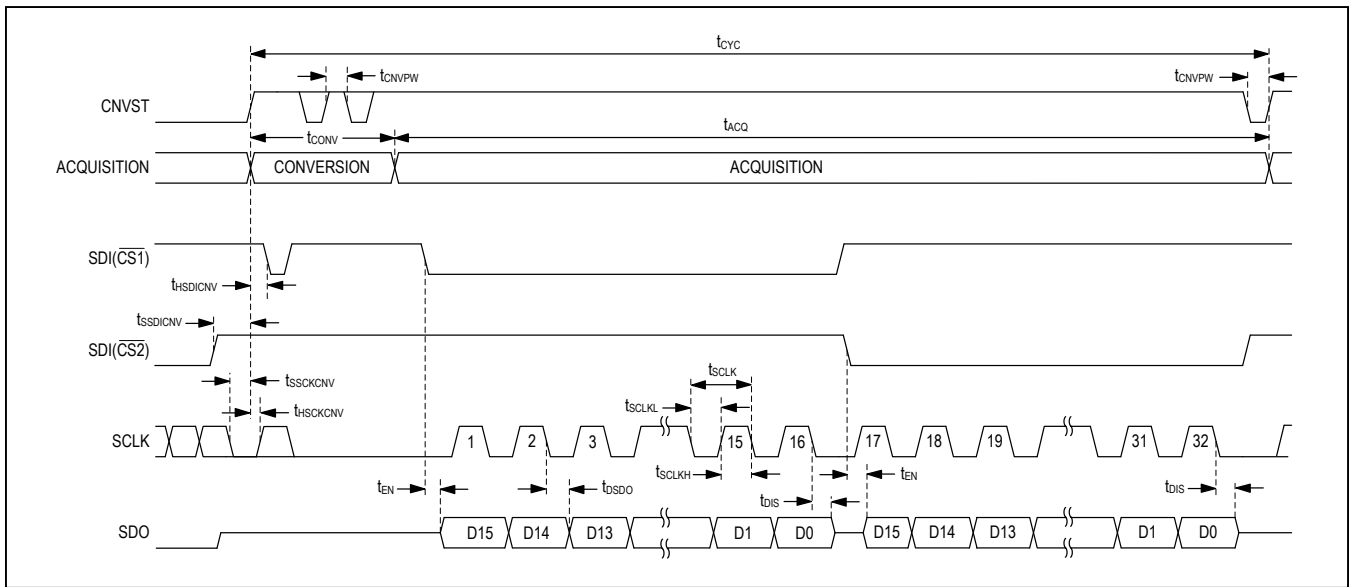 tCYC
tCNVPW
tCNVPW
CNVST
tCONV
tACQ
ACQUISITION
CONVERSION
ACQUISITION
SDI(CS1)
tHSDICNV
tSSDICNV
SDI(CS2)
tSSCKCNV
tSCLK
tHSCKCNV
tSCLKL
SCLK
1
2
3
15
16
17
18
19
31
32
tEN
tDSDO
tSCLKH
tDIS
tEN
tDIS
SDO
D15
D14
D13
D1
D0
D15
D14
D13
D1
D0